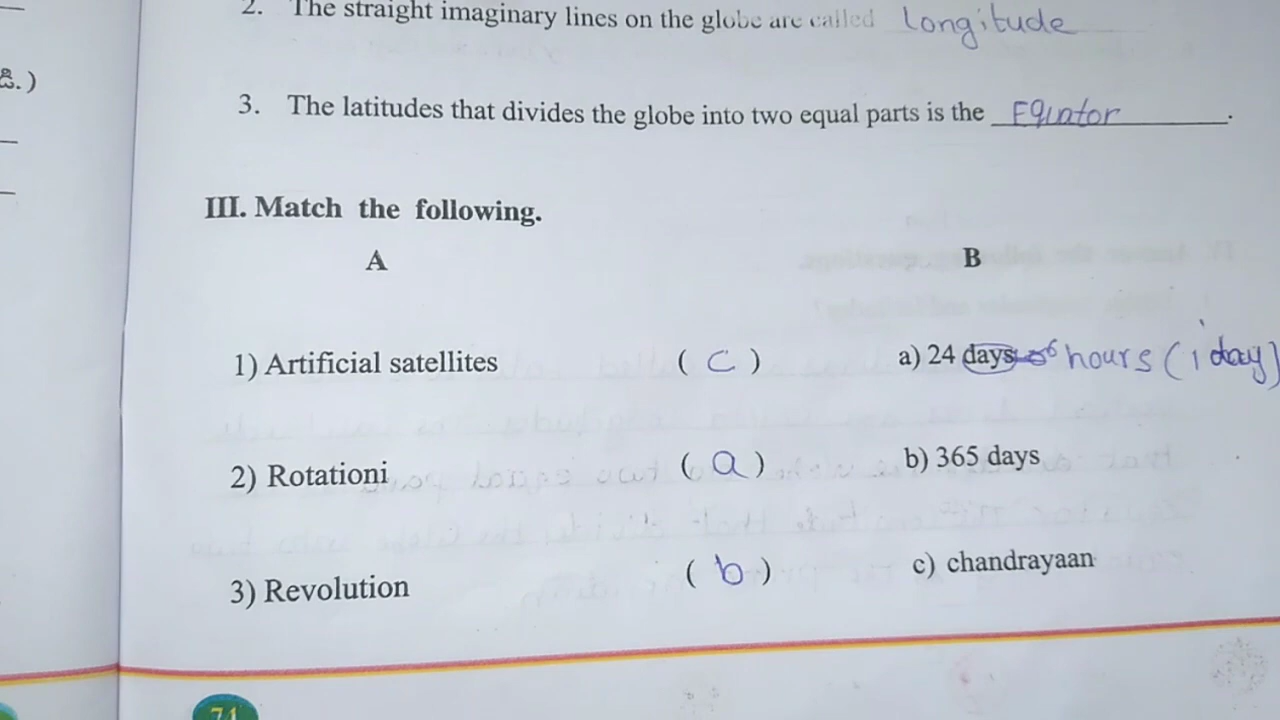 2. The straight imaginary lines on the globe are called Longitude
3. The latitudes that divides the globe into two equal parts is the Equator.
III. Match the following.
A B
1) Artificial satellites ( c ) a) 24 days hours (1 day)
2) Rotationi ( a ) b) 365 days
3) Revolution ( b ) c) chandrayaan
74